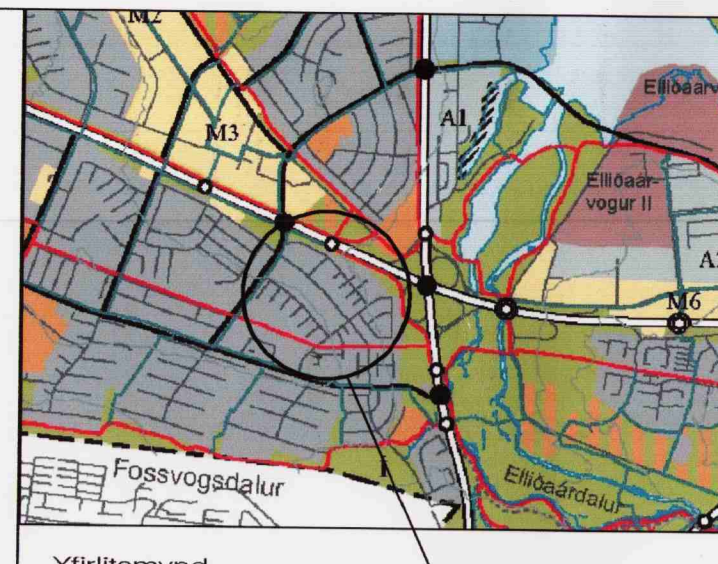 M2
M3
A1
Elliðaárv
Elliðaár-
vogur II
A
M6
Fossvogsdalur
I
Elliðaárdalur
Yfirlitsmynd